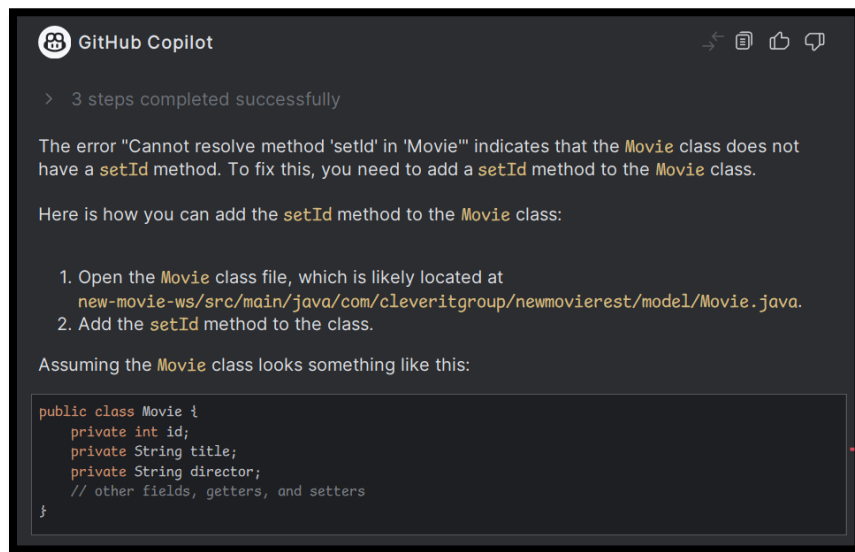 GitHub Copilot
> 3 steps completed successfully
The error "Cannot resolve method 'setId' in 'Movie'" indicates that the Movie class does not
have a setId method. To fix this, you need to add a setId method to the Movie class.
Here is how you can add the setId method to the Movie class:
1. Open the Movie class file, which is likely located at
new-movie-ws/src/main/java/com/cleveritgroup/newmovierest/model/Movie.java.
2. Add the setId method to the class.
Assuming the Movie class looks something like this:
public class Movie {
    private int id;
    private String title;
    private String director;
    // other fields, getters, and setters
}